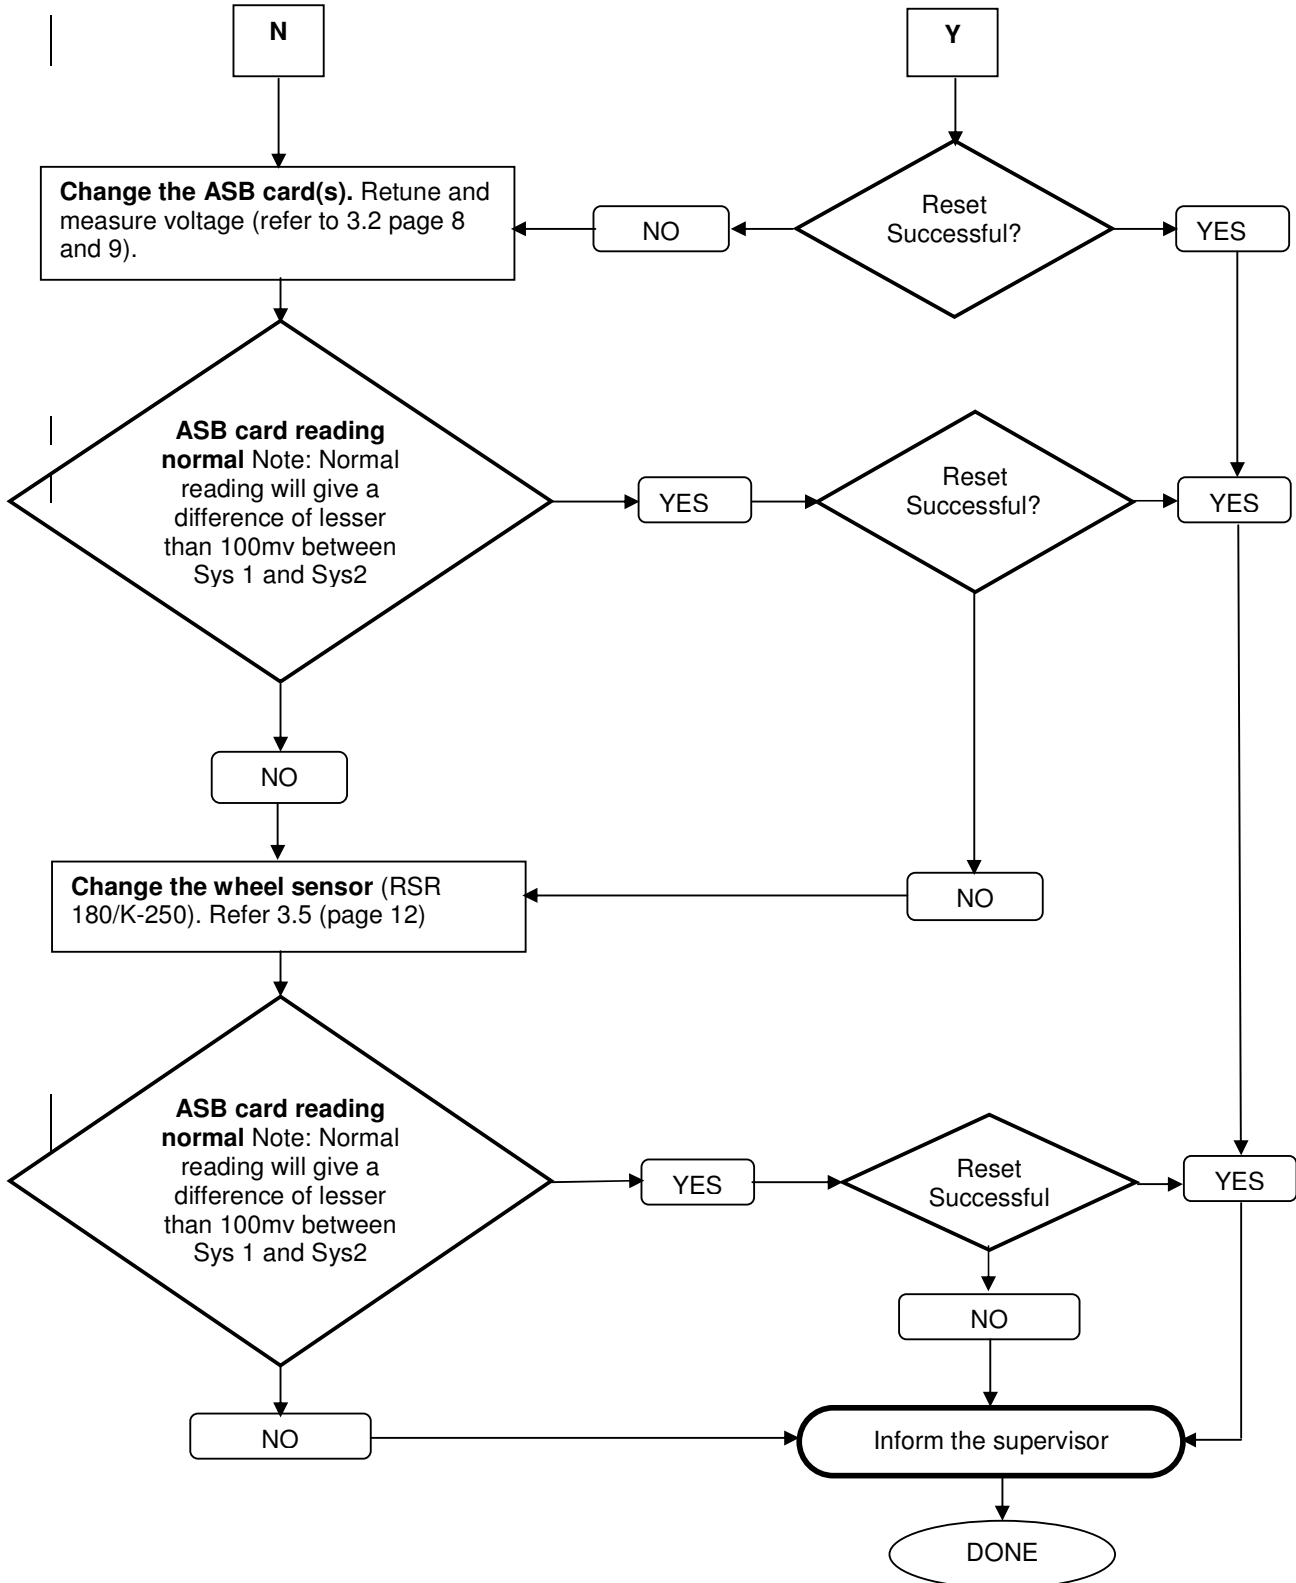 N
Y
Change the ASB card(s). Retune and
measure voltage (refer to 3.2 page 8
and 9).
NO
Reset
Successful?
YES
ASB card reading
normal Note: Normal
reading will give a
difference of lesser
than 100mv between
Sys 1 and Sys2
YES
Reset
Successful?
YES
NO
Change the wheel sensor (RSR
180/K-250). Refer 3.5 (page 12)
NO
ASB card reading
normal Note: Normal
reading will give a
difference of lesser
than 100mv between
Sys 1 and Sys2
YES
Reset
Successful
YES
NO
NO
Inform the supervisor
DONE